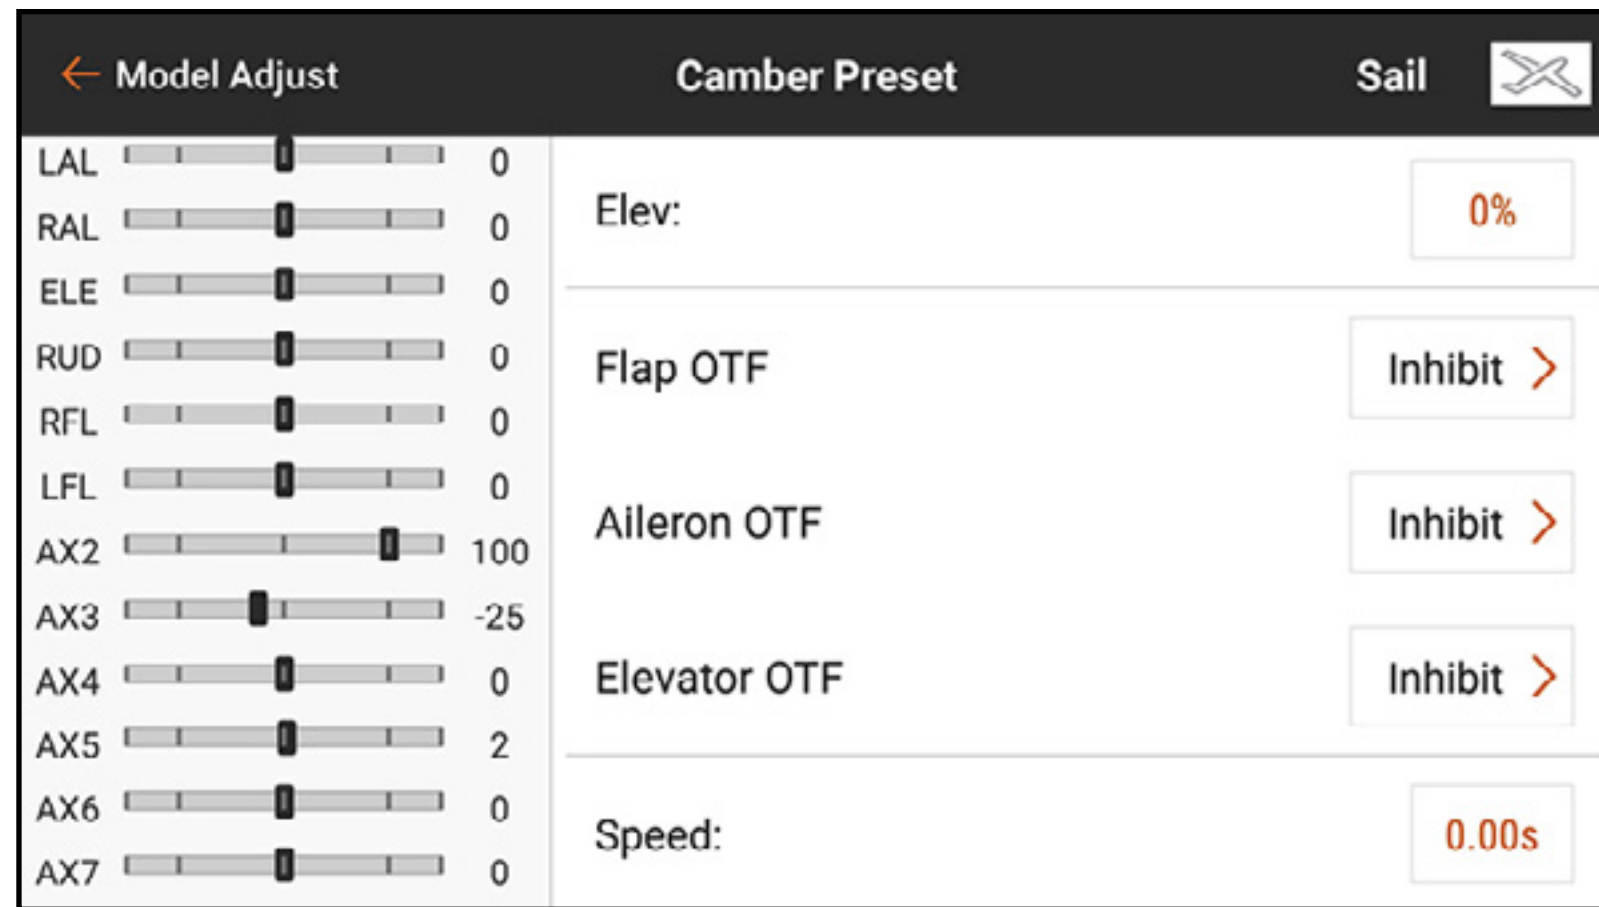 ← Model Adjust Camber Preset Sail
LAL 0
RAL 0
ELE 0
RUD 0
RFL 0
LFL 0
AX2 100
AX3 -25
AX4 0
AX5 2
AX6 0
AX7 0
Elev: 0%
Flap OTF Inhibit >
Aileron OTF Inhibit >
Elevator OTF Inhibit >
Speed: 0.00s